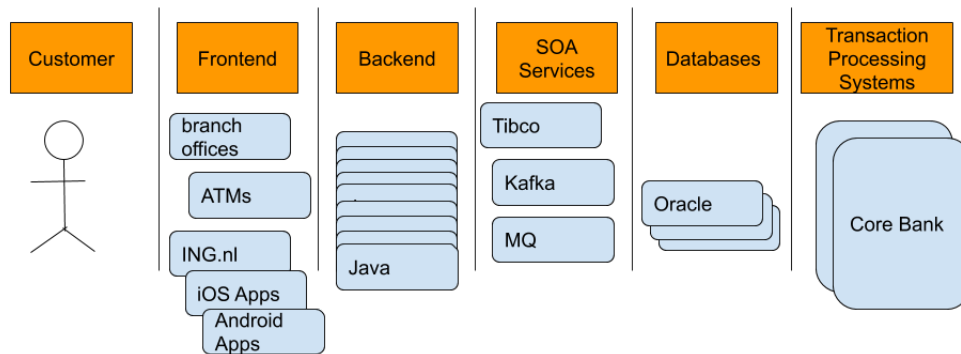 Customer
Frontend
Backend
SOA
Services
Databases
Transaction
Processing
Systems
branch
offices
ATMs
ING.nl
iOS Apps
Android
Apps
Java
Tibco
Kafka
MQ
Oracle
Core Bank